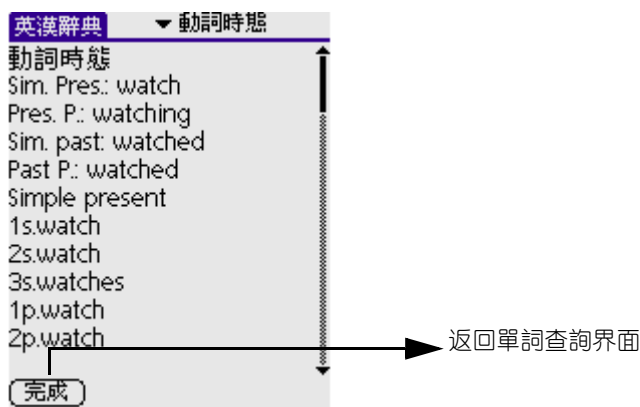 英漢辭典 動詞時態
動詞時態
Sim. Pres.: watch
Pres. P.: watching
Sim. past: watched
Past P.: watched
Simple present
1s.watch
2s.watch
3s.watches
1p.watch
2p.watch
返回單詞查詢界面
完成